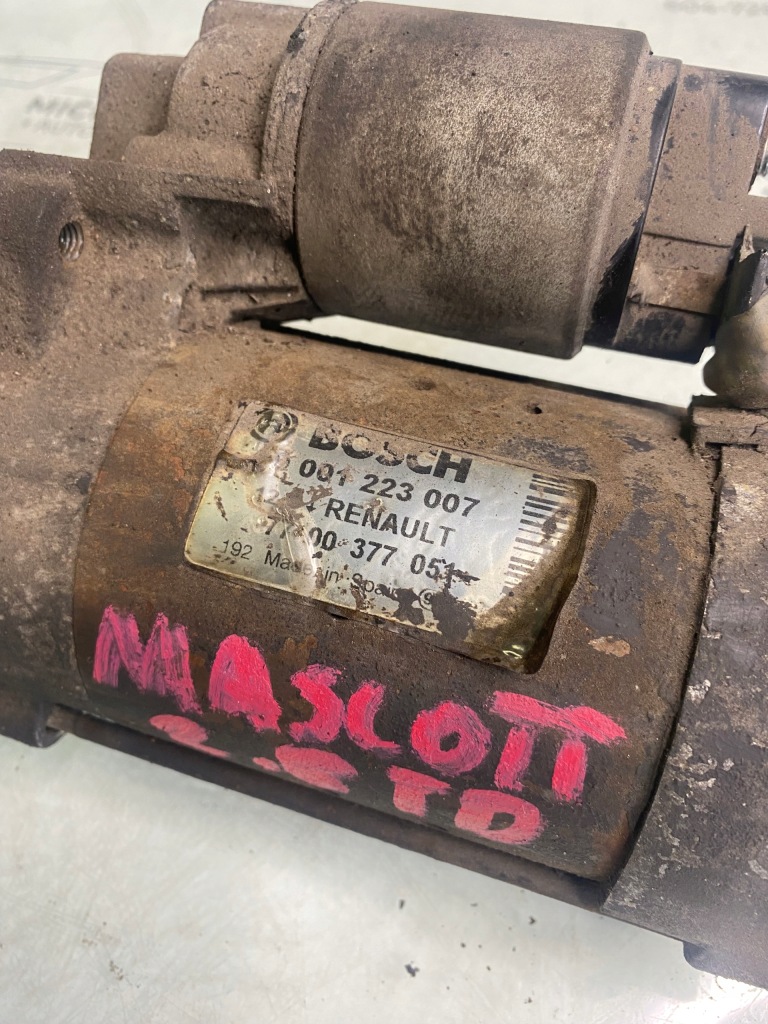 BOSCH
001 223 007
RENAULT
00 377 051
192 Made in Spain
MASCOTT
TD